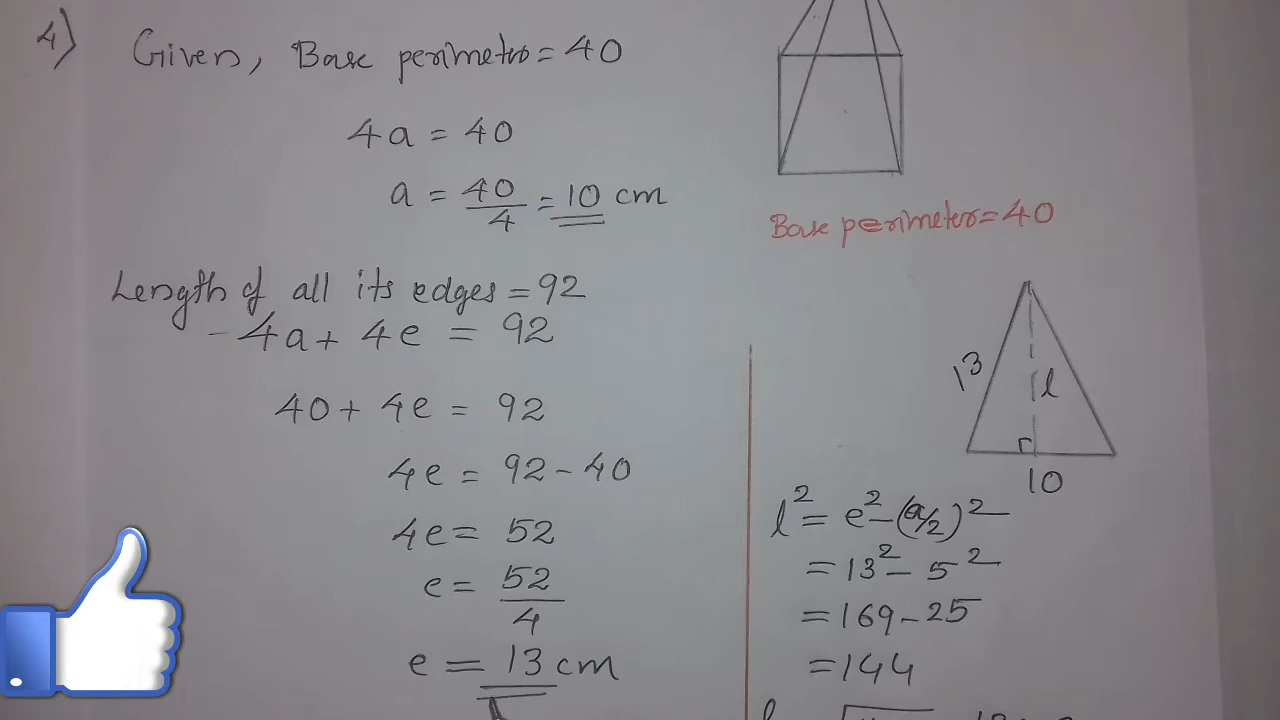 4) Given, Base perimeter = 40
4a = 40
a = 40/4 = 10 cm
Length of all its edges = 92
4a + 4e = 92
40 + 4e = 92
4e = 92 - 40
4e = 52
e = 52/4
e = 13 cm
Base perimeter = 40
13
l
10
l² = e² - (a/2)²
= 13² - 5²
= 169 - 25
= 144